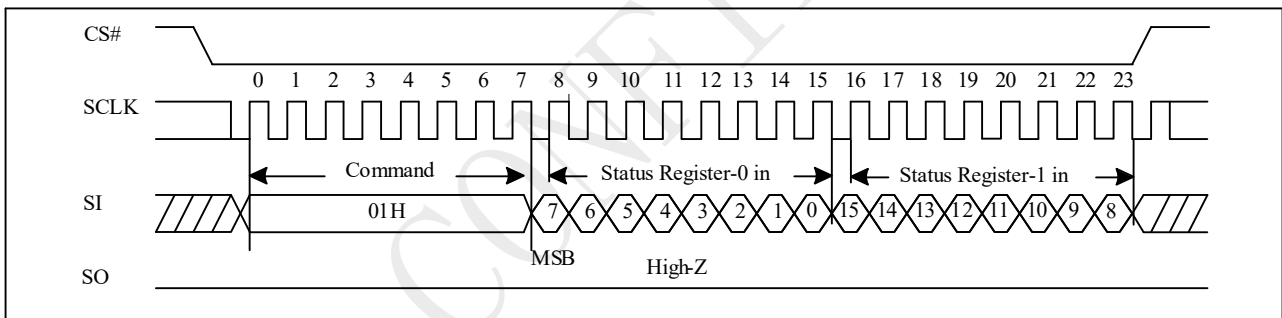 CS#
0 1 2 3 4 5 6 7 8 9 10 11 12 13 14 15 16 17 18 19 20 21 22 23
SCLK
Command Status Register-0 in Status Register-1 in
SI 01H 7 6 5 4 3 2 1 0 15 14 13 12 11 10 9 8
MSB High-Z
SO